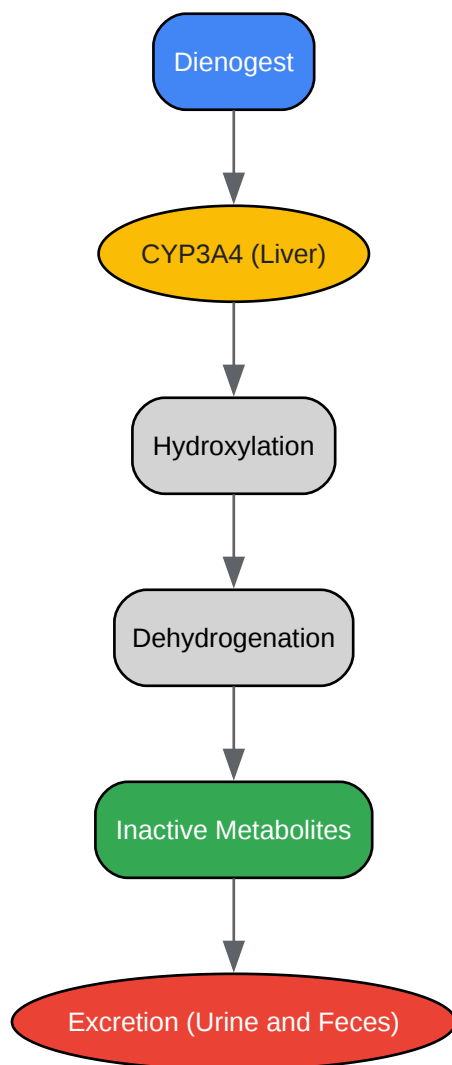 Dienogest
CYP3A4 (Liver)
Hydroxylation
Dehydrogenation
Inactive Metabolites
Excretion (Urine and Feces)